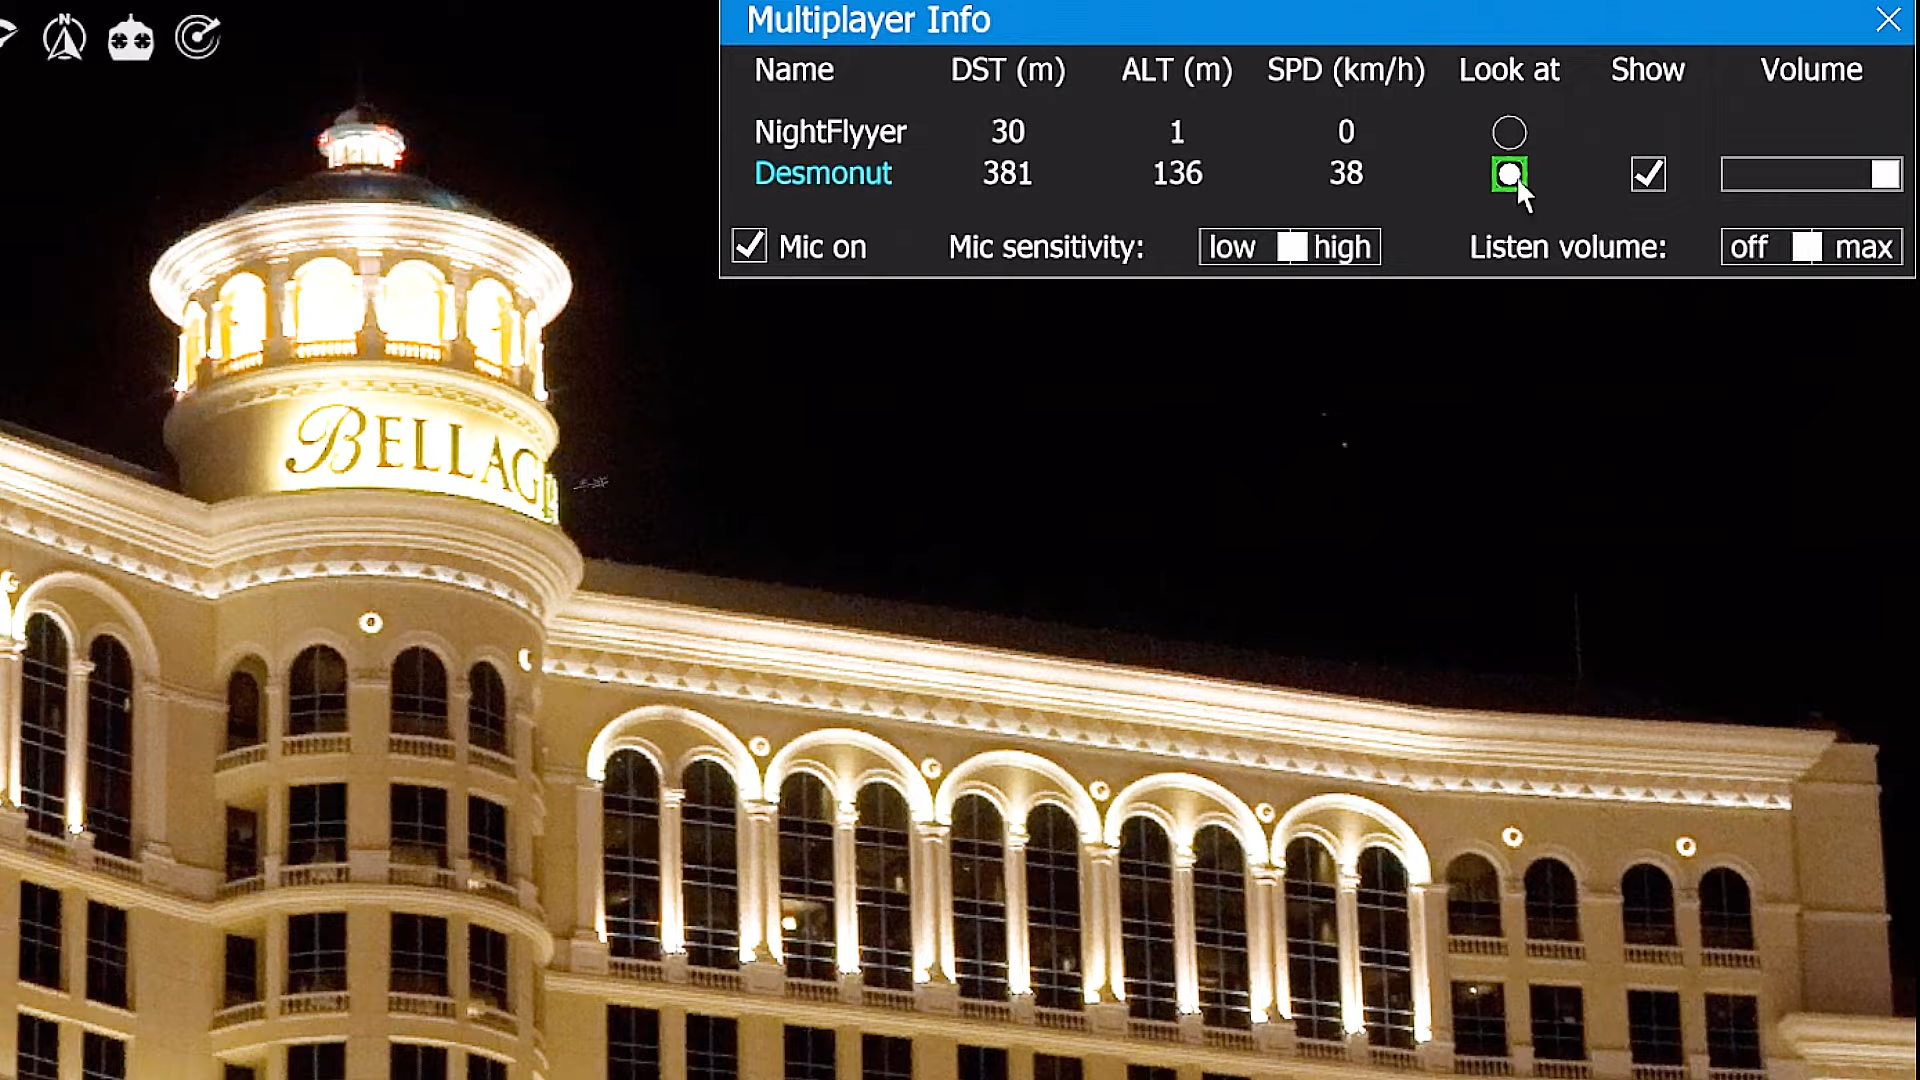 Multiplayer Info
Name DST (m) ALT (m) SPD (km/h) Look at Show Volume
NightFlyyer 30 1 0
Desmonut 381 136 38
Mic on Mic sensitivity: low high Listen volume: off max
N
BELLAG